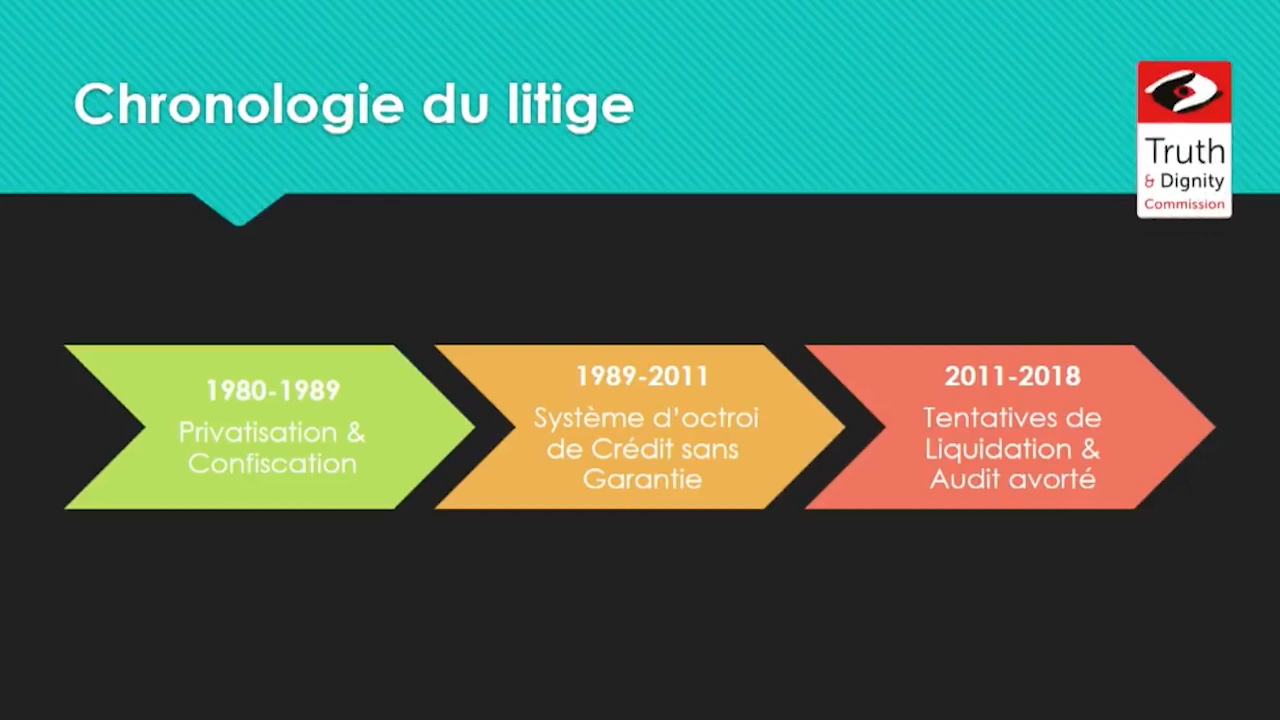 Chronologie du litige
Truth
& Dignity
Commission
1980-1989
Privatisation &
Confiscation
1989-2011
Système d'octroi
de Crédit sans
Garantie
2011-2018
Tentatives de
Liquidation &
Audit avorté